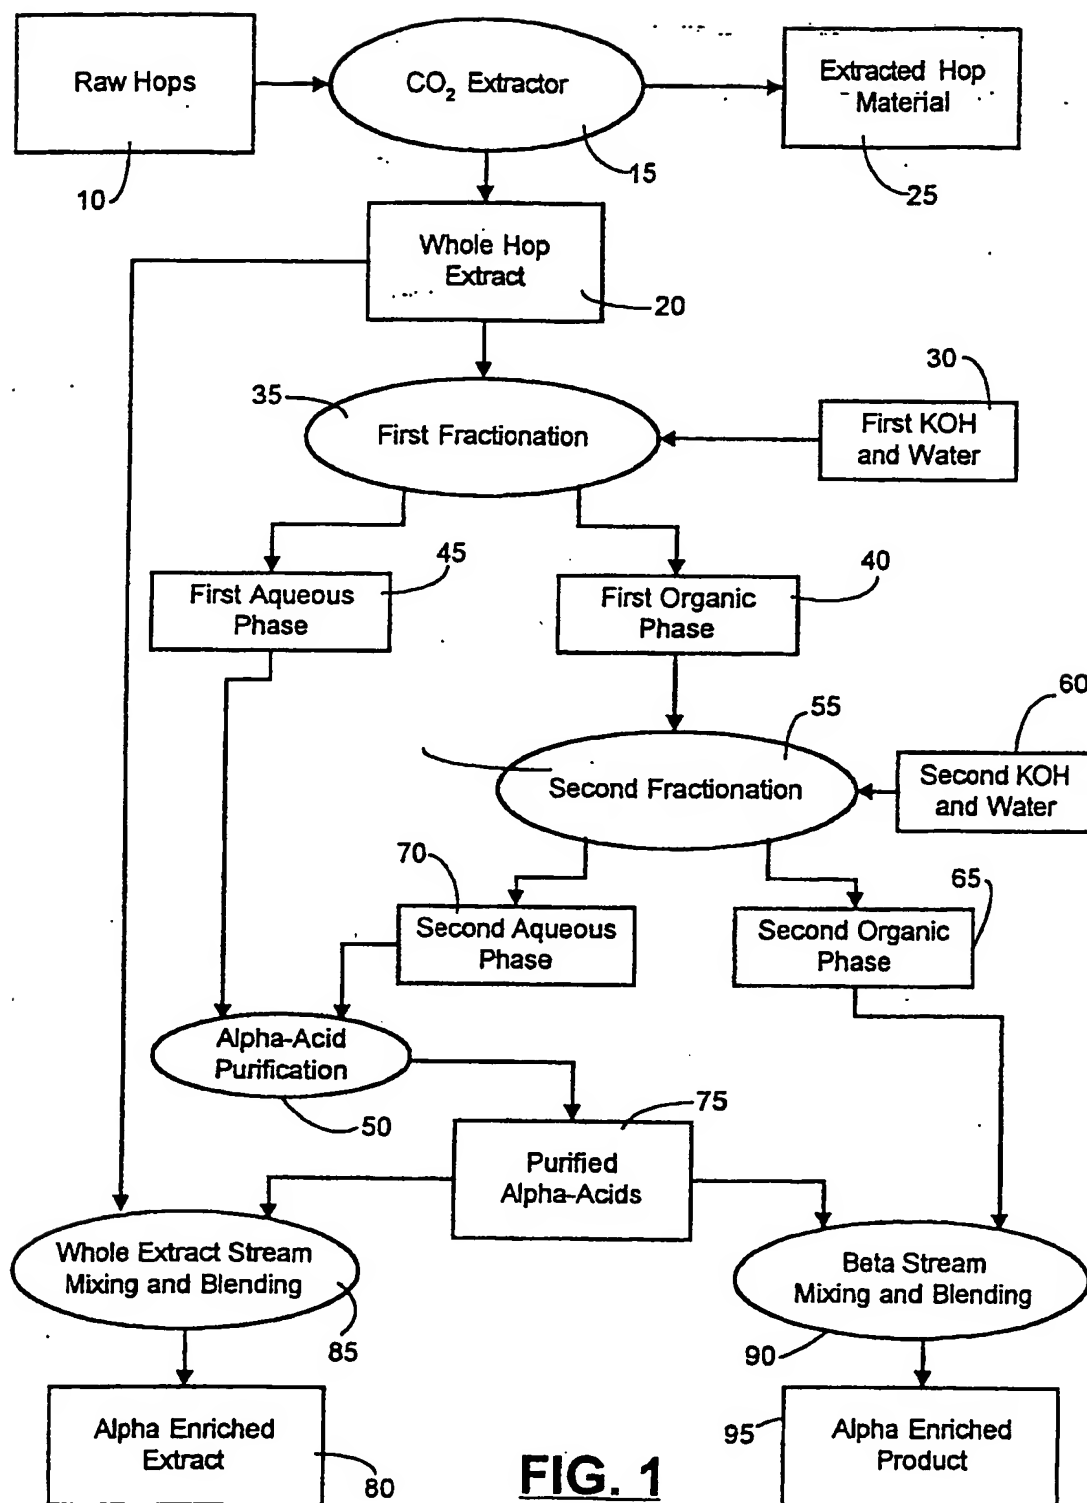 Raw Hops
CO₂ Extractor
Extracted Hop
Material
10
15
25
Whole Hop
Extract
20
30
First KOH
and Water
35
First Fractionation
45
First Aqueous
Phase
40
First Organic
Phase
60
Second KOH
and Water
55
Second Fractionation
70
Second Aqueous
Phase
65
Second Organic
Phase
Alpha-Acid
Purification
50
75
Purified
Alpha-Acids
Whole Extract Stream
Mixing and Blending
85
Beta Stream
Mixing and Blending
90
Alpha Enriched
Extract
80
95
Alpha Enriched
Product
FIG. 1